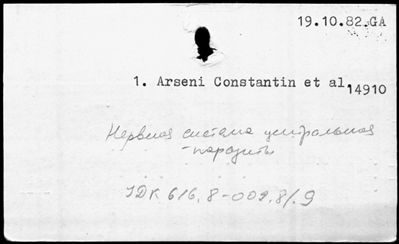 19.10.82.GA
1. Arseni Constantin et al.
14910
Нервная система центральная
-паразиты
УДК 616.8-002.8/.9